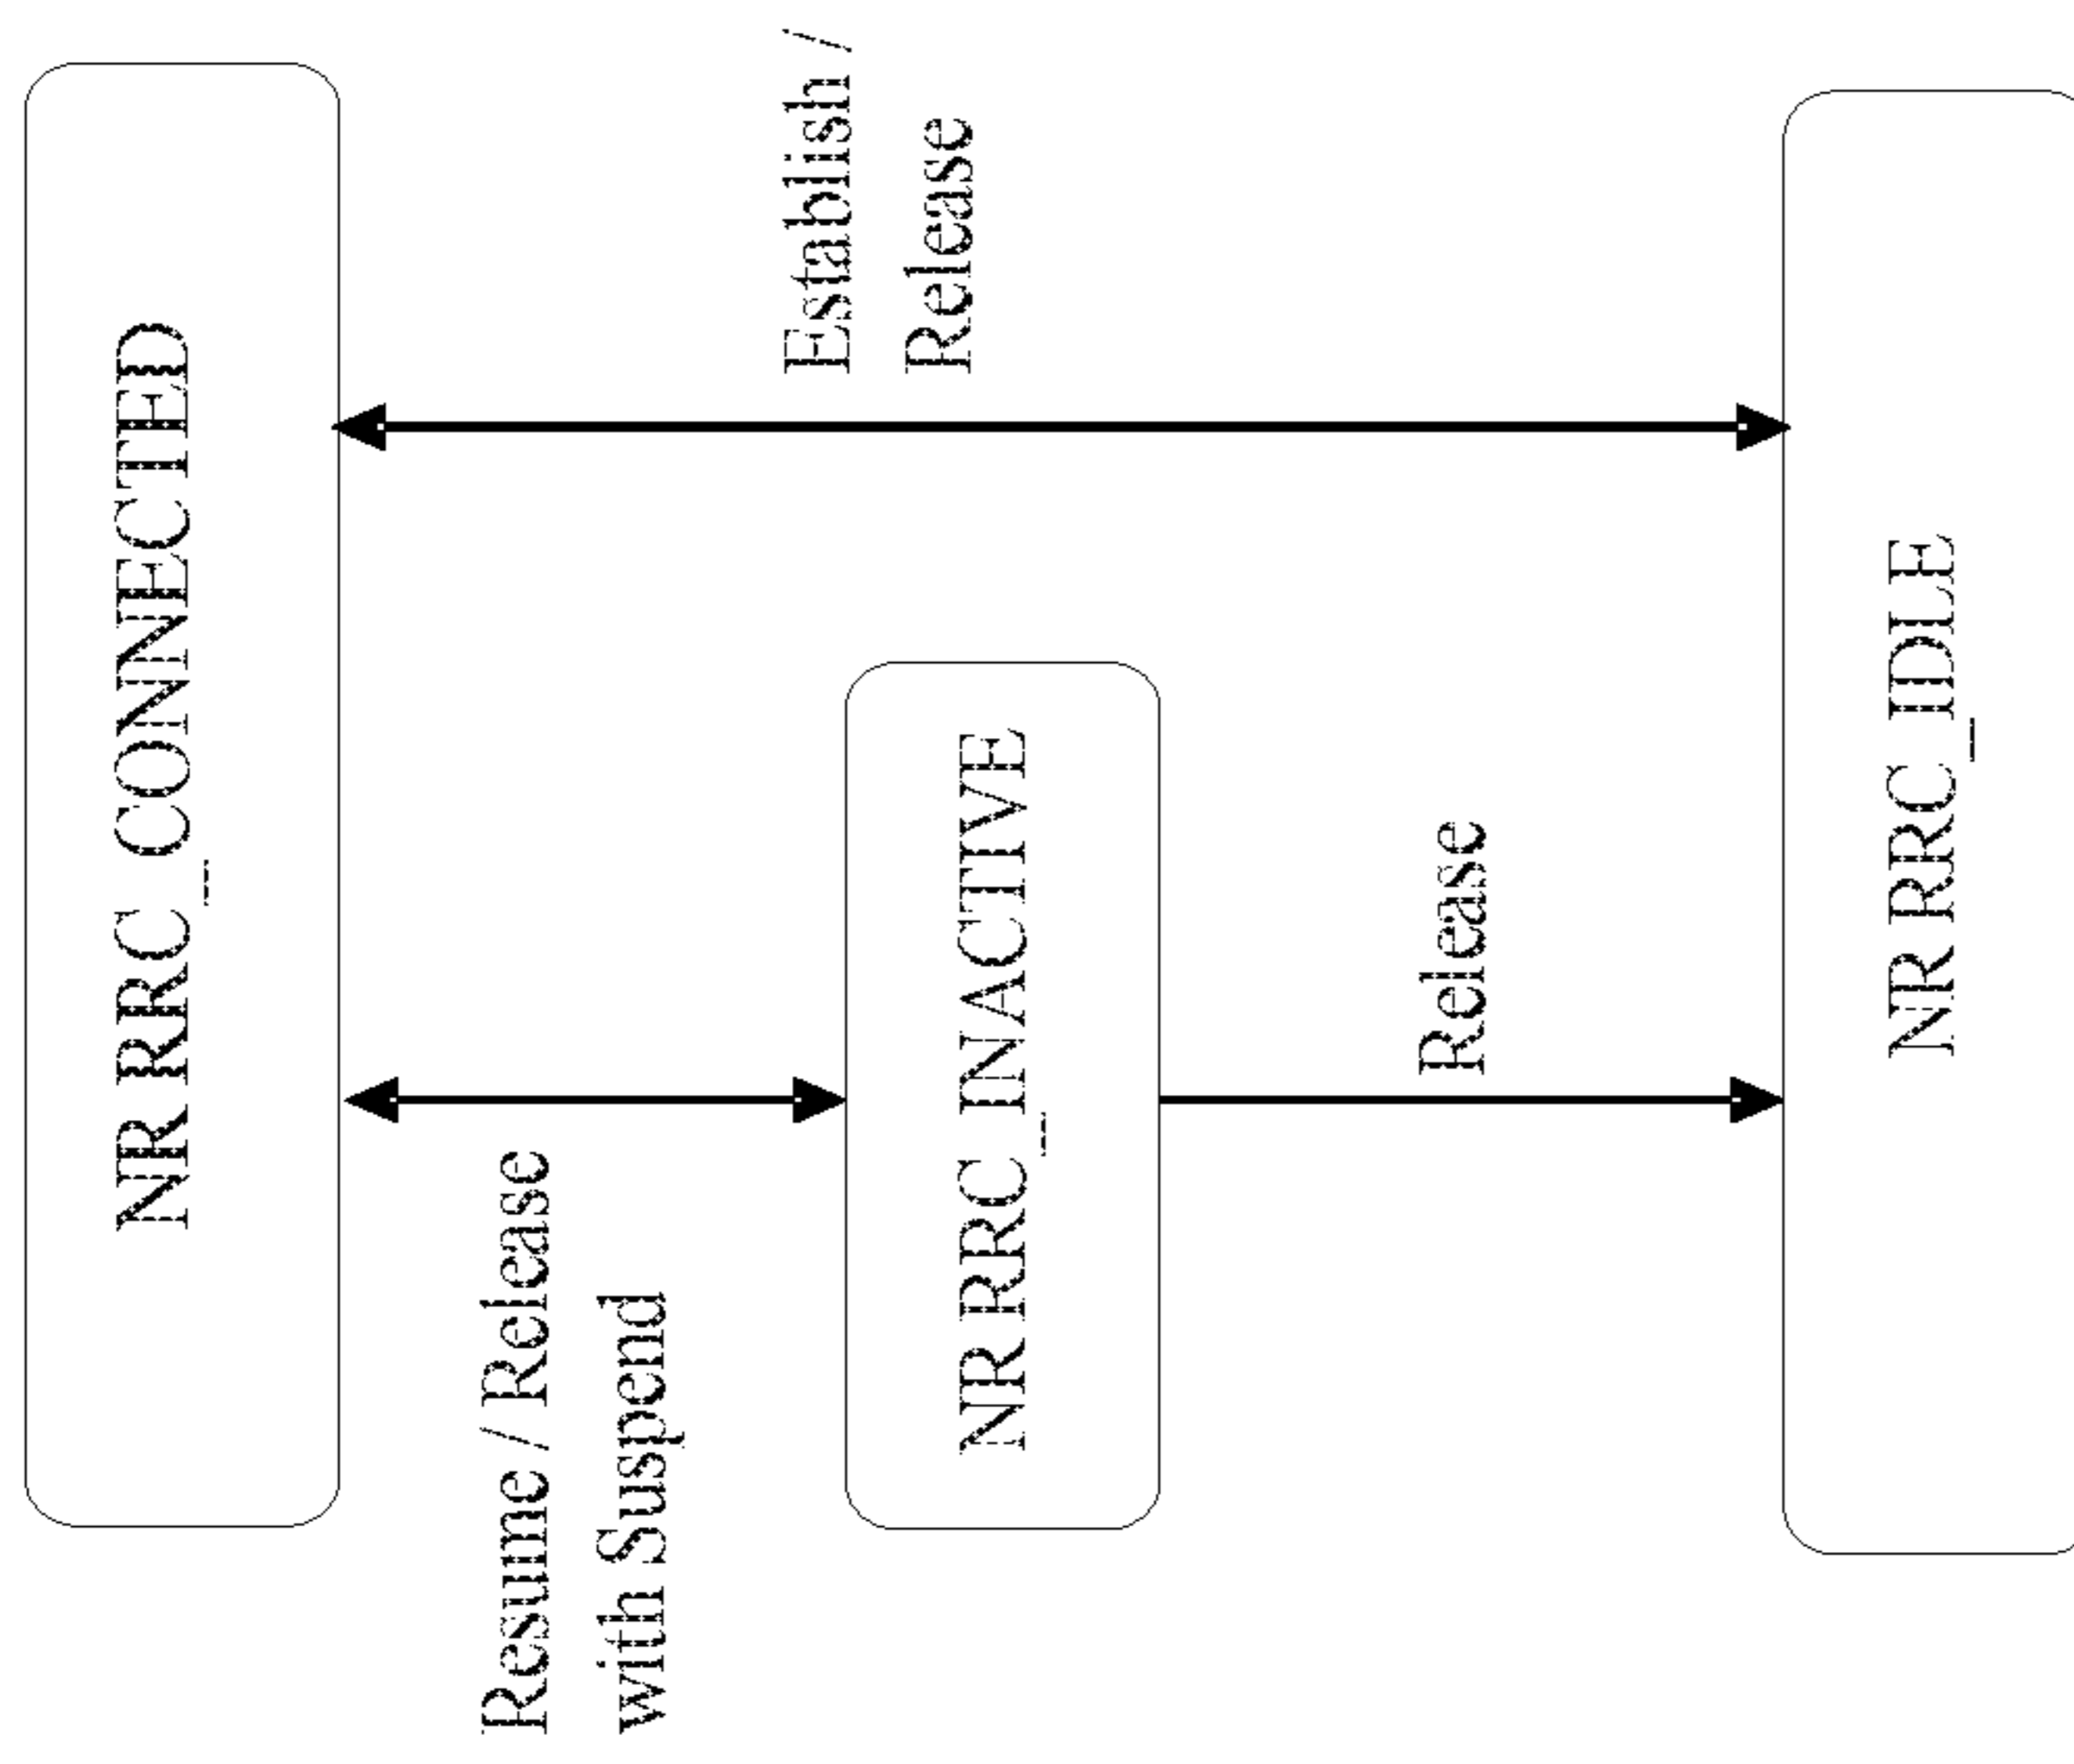 NR RRC_CONNECTED
Resume / Release
with Suspend
Establish /
Release
NR RRC_INACTIVE
Release
NR RRC_IDLE